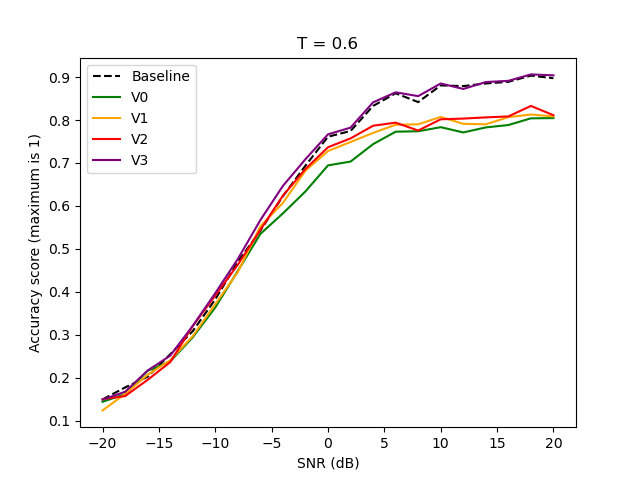 T = 0.6
Accuracy score (maximum is 1)
0.9
0.8
0.7
0.6
0.5
0.4
0.3
0.2
0.1
Baseline
V0
V1
V2
V3
−20 −15 −10 −5 0 5 10 15 20
SNR (dB)